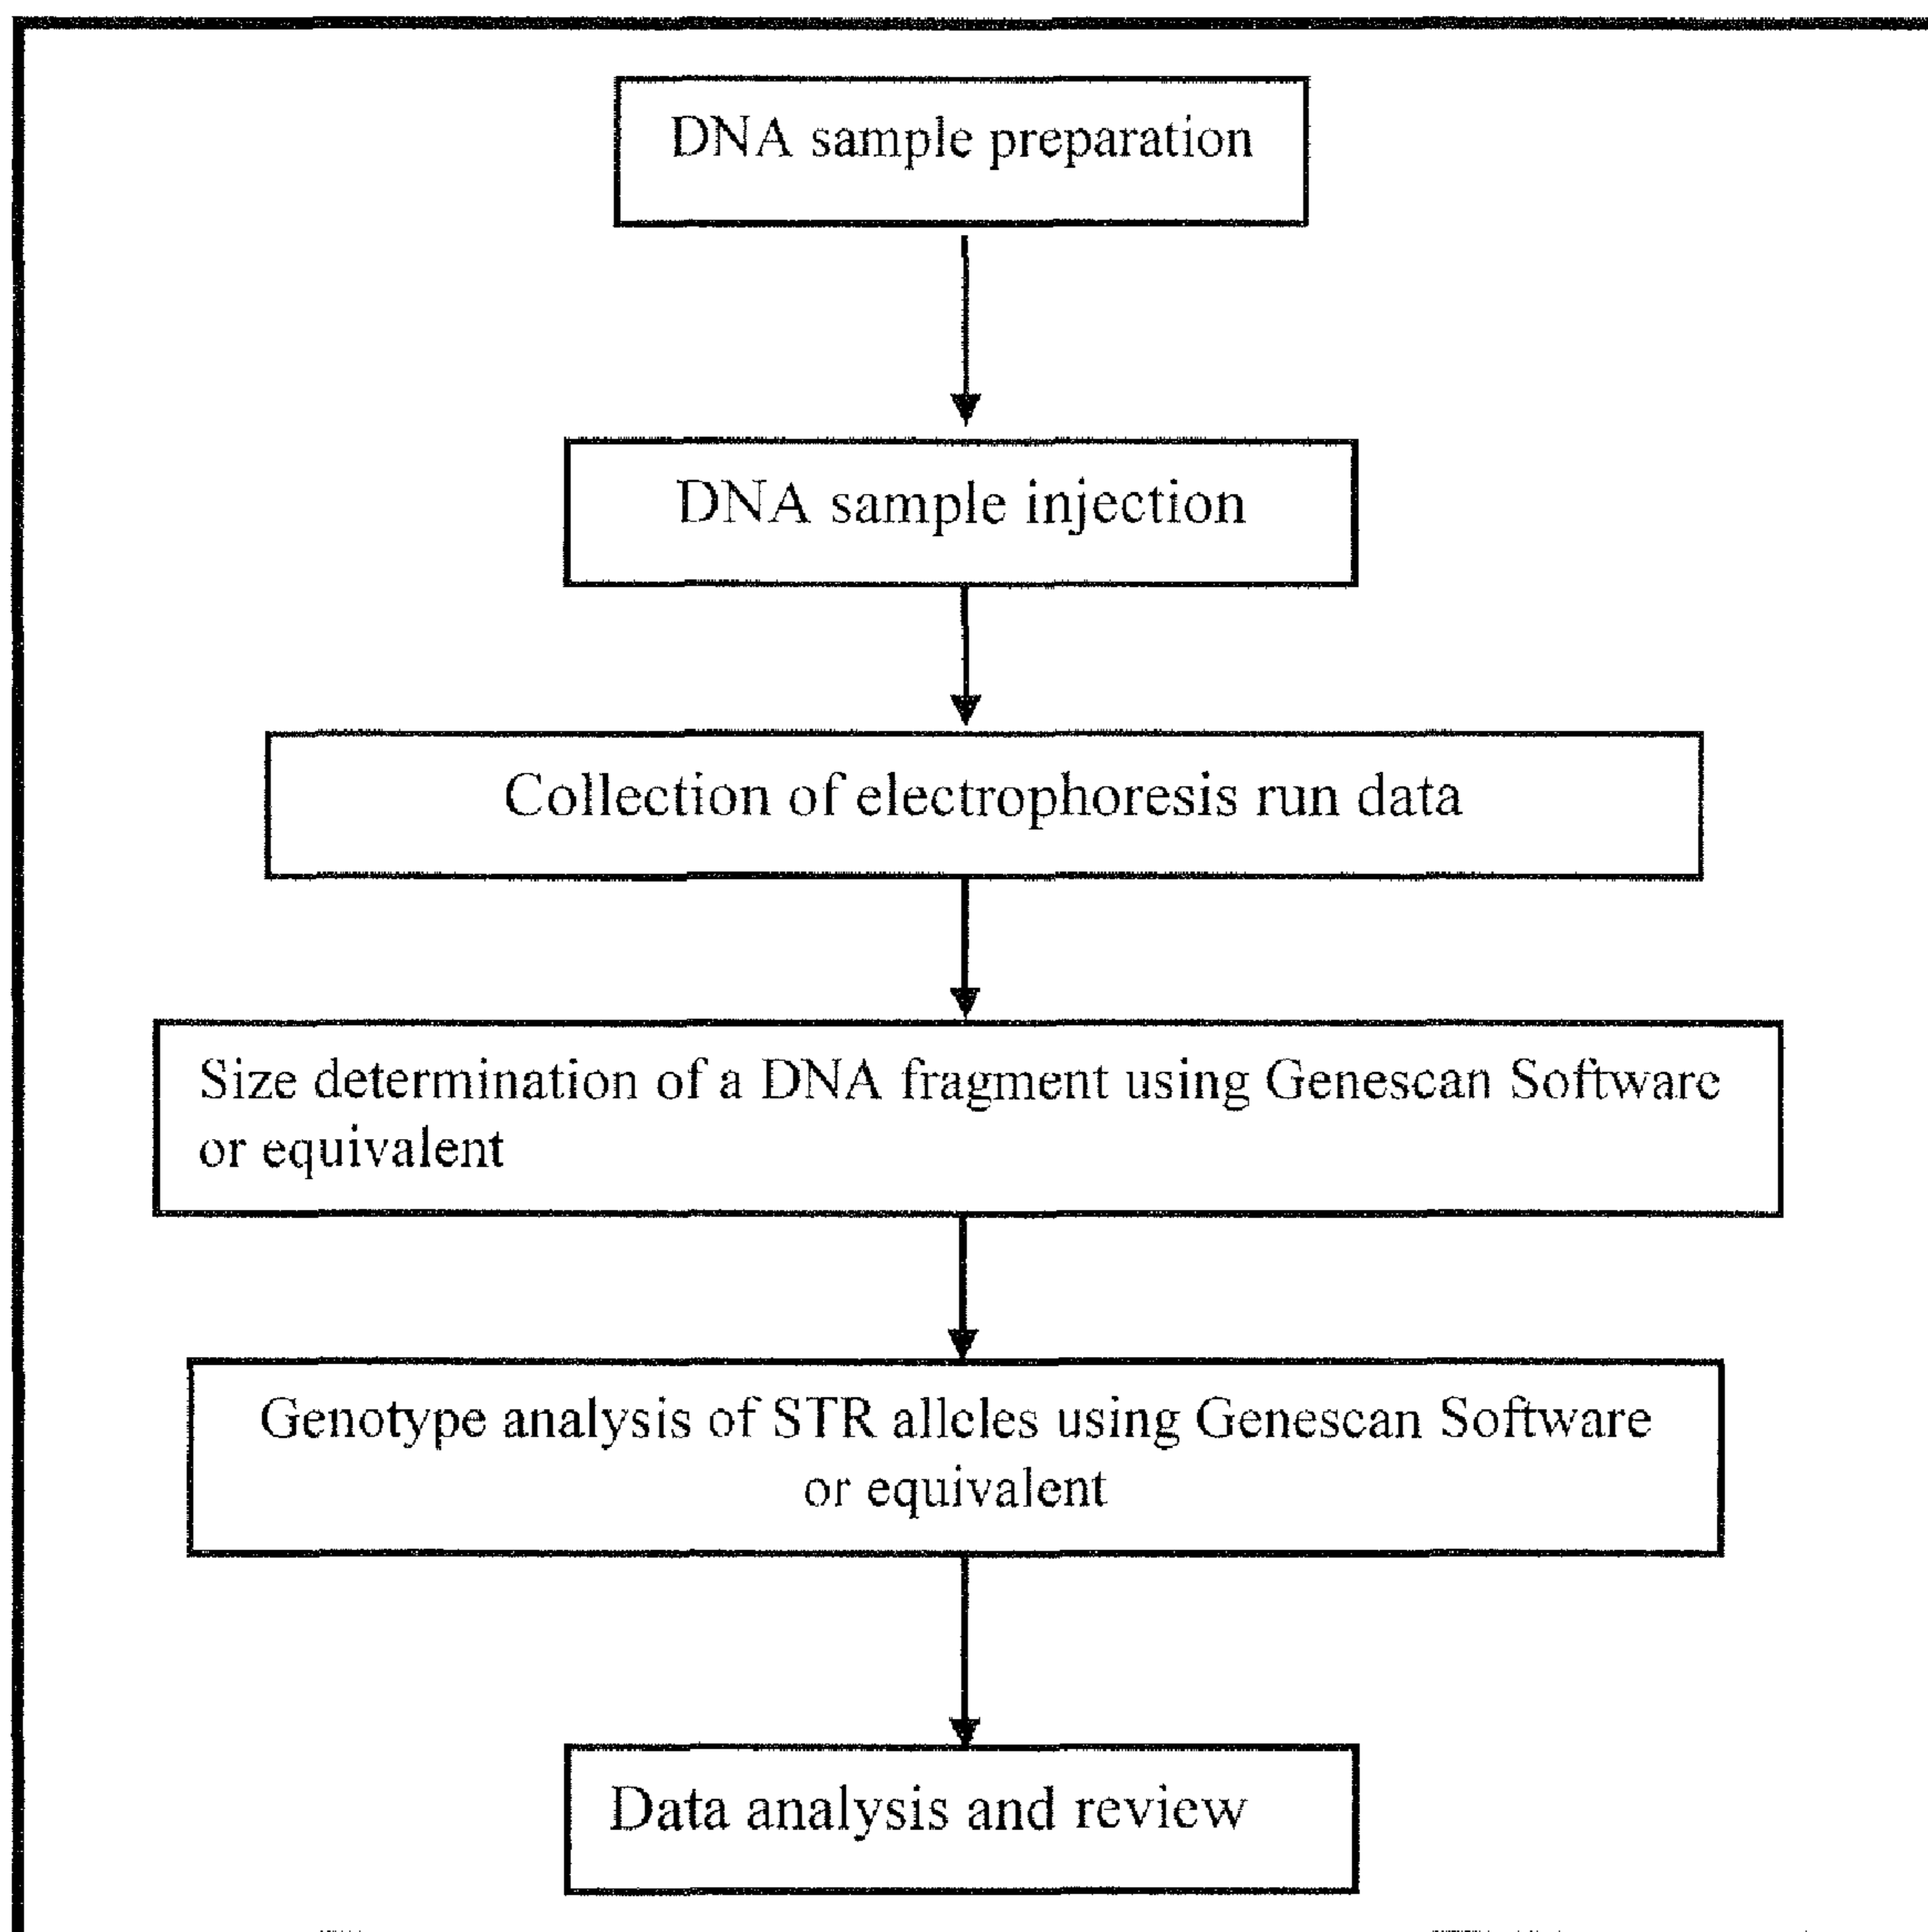 DNA sample preparation
DNA sample injection
Collection of electrophoresis run data
Size determination of a DNA fragment using Genescan Software
or equivalent
Genotype analysis of STR alleles using Genescan Software
or equivalent
Data analysis and review